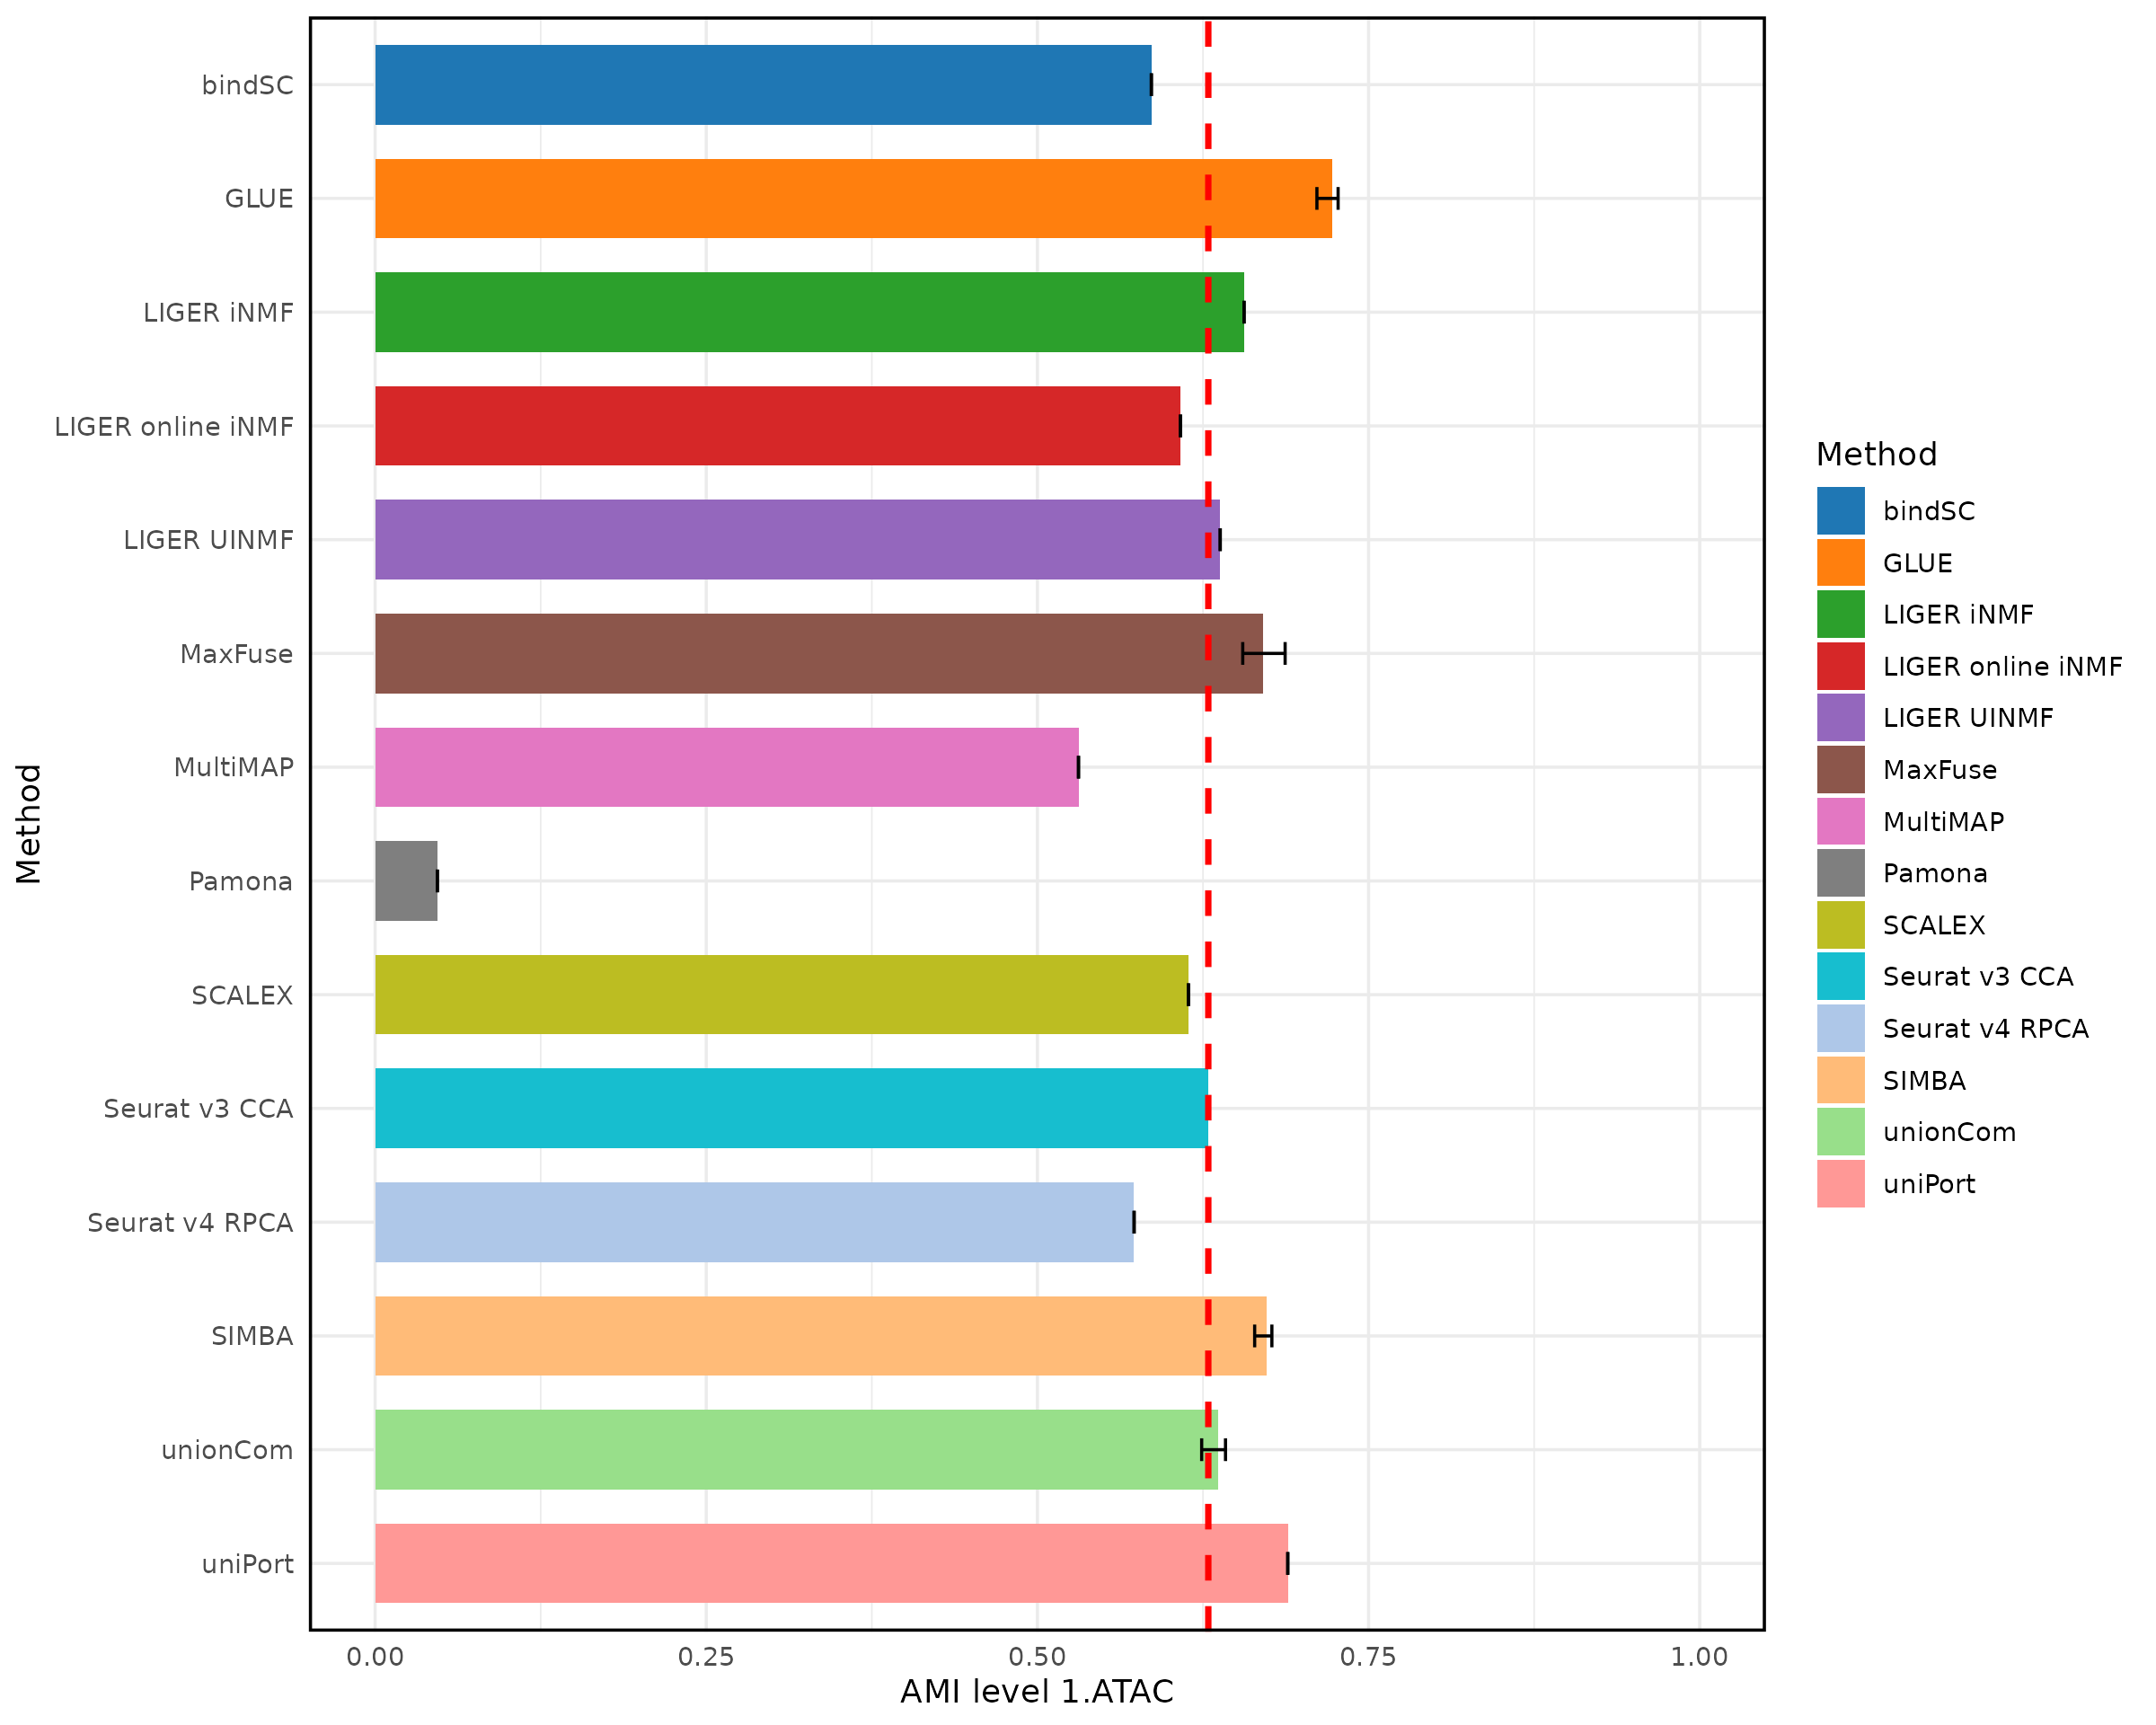 Method
bindSC
GLUE
LIGER iNMF
LIGER online iNMF
LIGER UINMF
MaxFuse
MultiMAP
Pamona
SCALEX
Seurat v3 CCA
Seurat v4 RPCA
SIMBA
unionCom
uniPort
0.00
0.25
0.50
0.75
1.00
AMI level 1.ATAC
Method
bindSC
GLUE
LIGER iNMF
LIGER online iNMF
LIGER UINMF
MaxFuse
MultiMAP
Pamona
SCALEX
Seurat v3 CCA
Seurat v4 RPCA
SIMBA
unionCom
uniPort